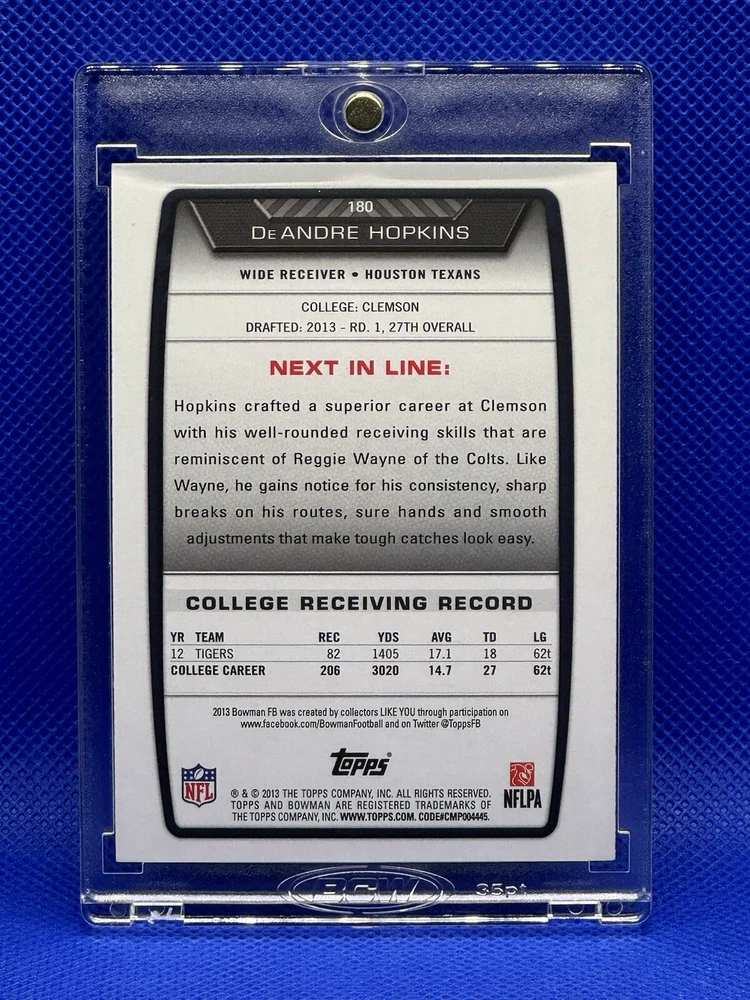 180
DeANDRE HOPKINS
WIDE RECEIVER • HOUSTON TEXANS
COLLEGE: CLEMSON
DRAFTED: 2013 - RD. 1, 27TH OVERALL
NEXT IN LINE:
Hopkins crafted a superior career at Clemson
with his well-rounded receiving skills that are
reminiscent of Reggie Wayne of the Colts. Like
Wayne, he gains notice for his consistency, sharp
breaks on his routes, sure hands and smooth
adjustments that make tough catches look easy.
COLLEGE RECEIVING RECORD
YR TEAM REC YDS AVG TD LG
12 TIGERS 82 1405 17.1 18 62t
COLLEGE CAREER 206 3020 14.7 27 62t
2013 Bowman FB was created by collectors LIKE YOU through participation on
www.facebook.com/BowmanFootball and on Twitter @ToppsFB
Topps®
NFL
® & © 2013 THE TOPPS COMPANY, INC. ALL RIGHTS RESERVED.
TOPPS AND BOWMAN ARE REGISTERED TRADEMARKS OF
THE TOPPS COMPANY, INC. WWW.TOPPS.COM. CODE#CMP004445.
NFLPA
BCW 35pt